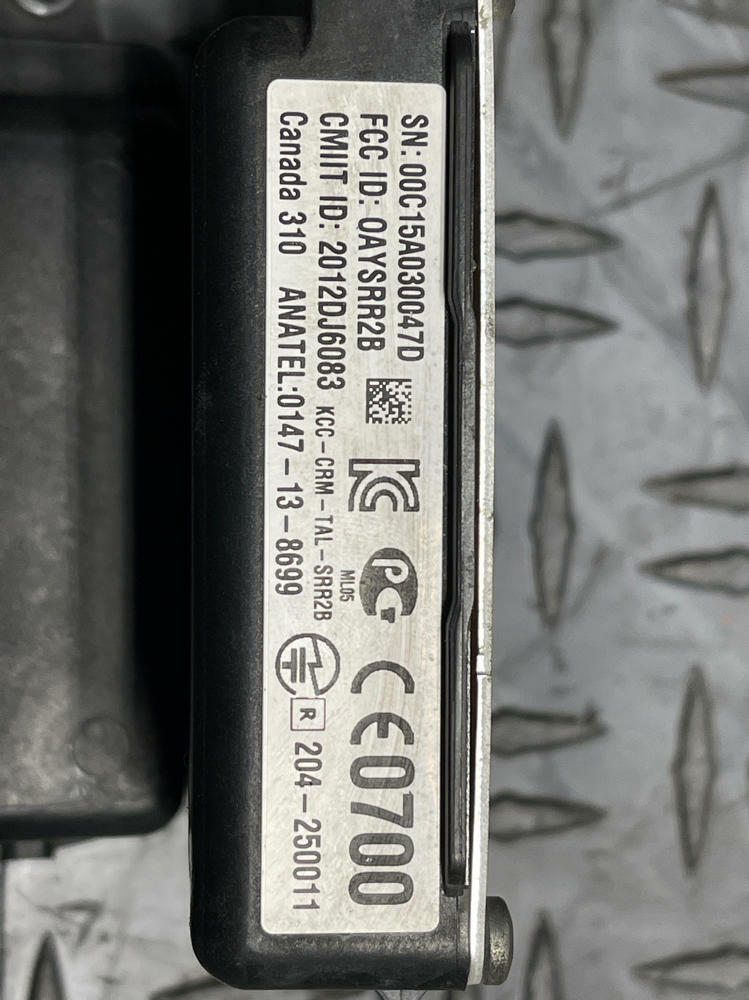 SN: 00C15A030047D
FCC ID: OAYSRR2B
CMIIT ID: 2012DJ6083 KCC-CRM-TAL-SRR2B
Canada 310 ANATEL:0147-13-8699
ML05
CE0700
R 204-250011